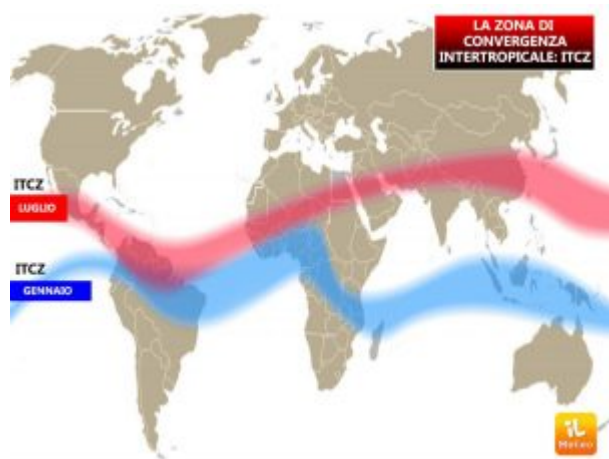 LA ZONA DI
CONVERGENZA
INTERTROPICALE: ITCZ
ITCZ
LUGLIO
ITCZ
GENNAIO
iL
Meteo